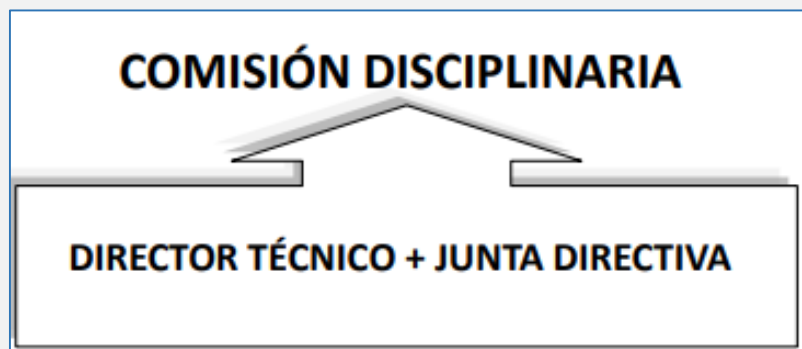 COMISIÓN DISCIPLINARIA
DIRECTOR TÉCNICO + JUNTA DIRECTIVA